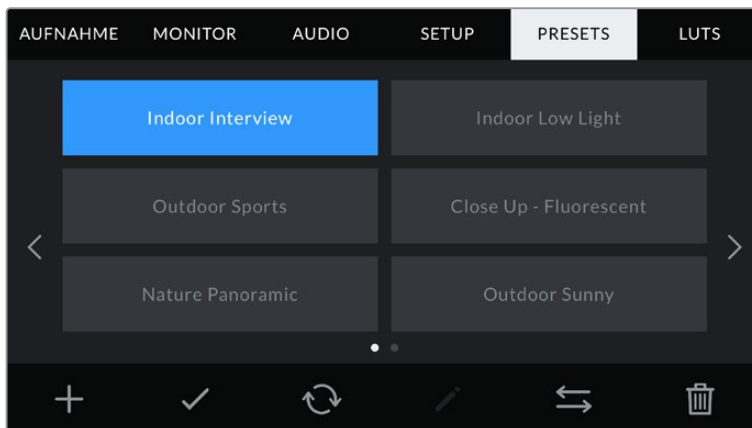 AUFNAHME MONITOR AUDIO SETUP PRESETS LUTS
Indoor Interview Indoor Low Light
Outdoor Sports Close Up - Fluorescent
Nature Panoramic Outdoor Sunny